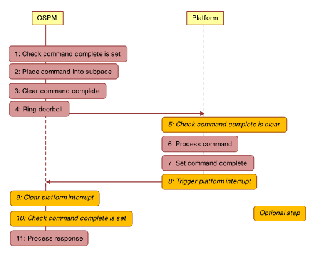 OSPM
Platform
1: Check command complete is set
2: Place command into subspace
3: Clear command complete
4: Ring doorbell
5: Check command complete is clear
6: Process command
7: Set command complete
8: Trigger platform interrupt
9: Clear platform interrupt
10: Check command complete is set
Optional step
11: Process response